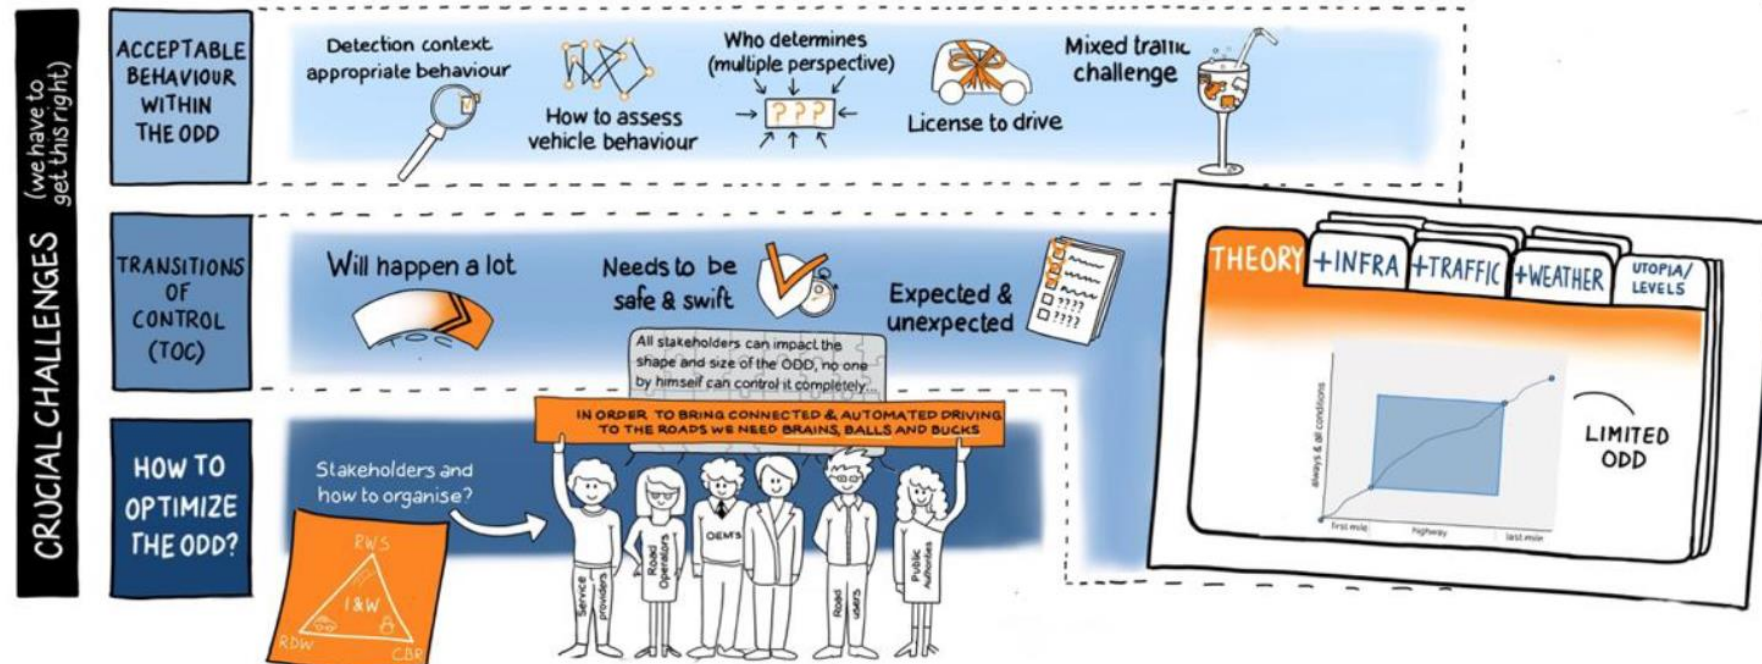 CRUCIAL CHALLENGES
(we have to
get this right)
ACCEPTABLE
BEHAVIOUR
WITHIN
THE ODD
Detection context
appropriate behaviour
How to assess
vehicle behaviour
Who determines
(multiple perspective)
? ? ?
License to drive
Mixed traffic
challenge
TRANSITIONS
OF
CONTROL
(TOC)
Will happen a lot
TOC
Needs to be
safe & swift
Expected &
unexpected
????
????
HOW TO
OPTIMIZE
THE ODD?
Stakeholders and
how to organise?
RWS
I&W
RDW
CBR
All stakeholders can impact the
shape and size of the ODD, no one
by himself can control it completely...
IN ORDER TO BRING CONNECTED & AUTOMATED DRIVING
TO THE ROADS WE NEED BRAINS, BALLS AND BUCKS
Service
providers
Road
Operators
OEM'S
Road
users
Public
Authorities
THEORY
+INFRA
+TRAFFIC
+WEATHER
UTOPIA/
LEVELS
always & all conditions
first mile
highway
last mile
LIMITED
ODD